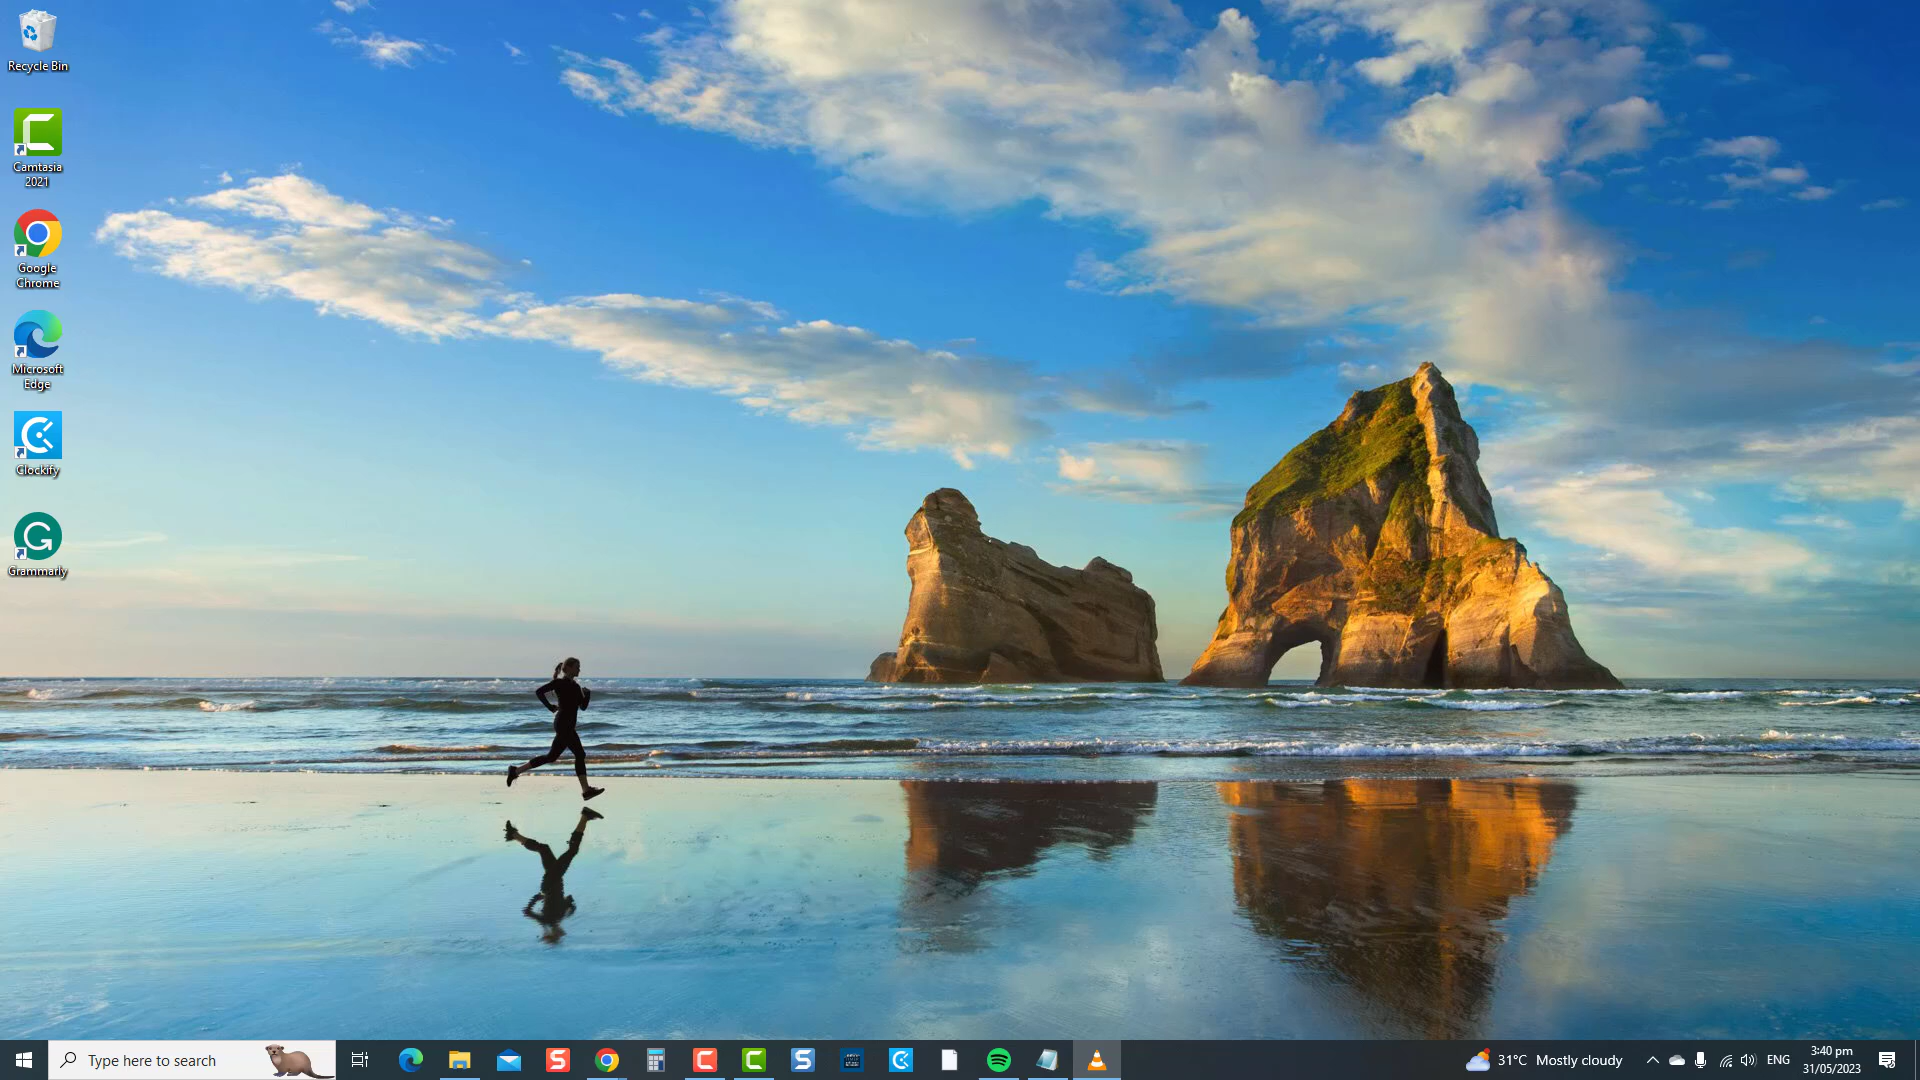 Recycle Bin
Camtasia
2021
Google
Chrome
Microsoft
Edge
Clockify
Grammarly
Type here to search
31°C Mostly cloudy
ENG
3:40 pm
31/05/2023